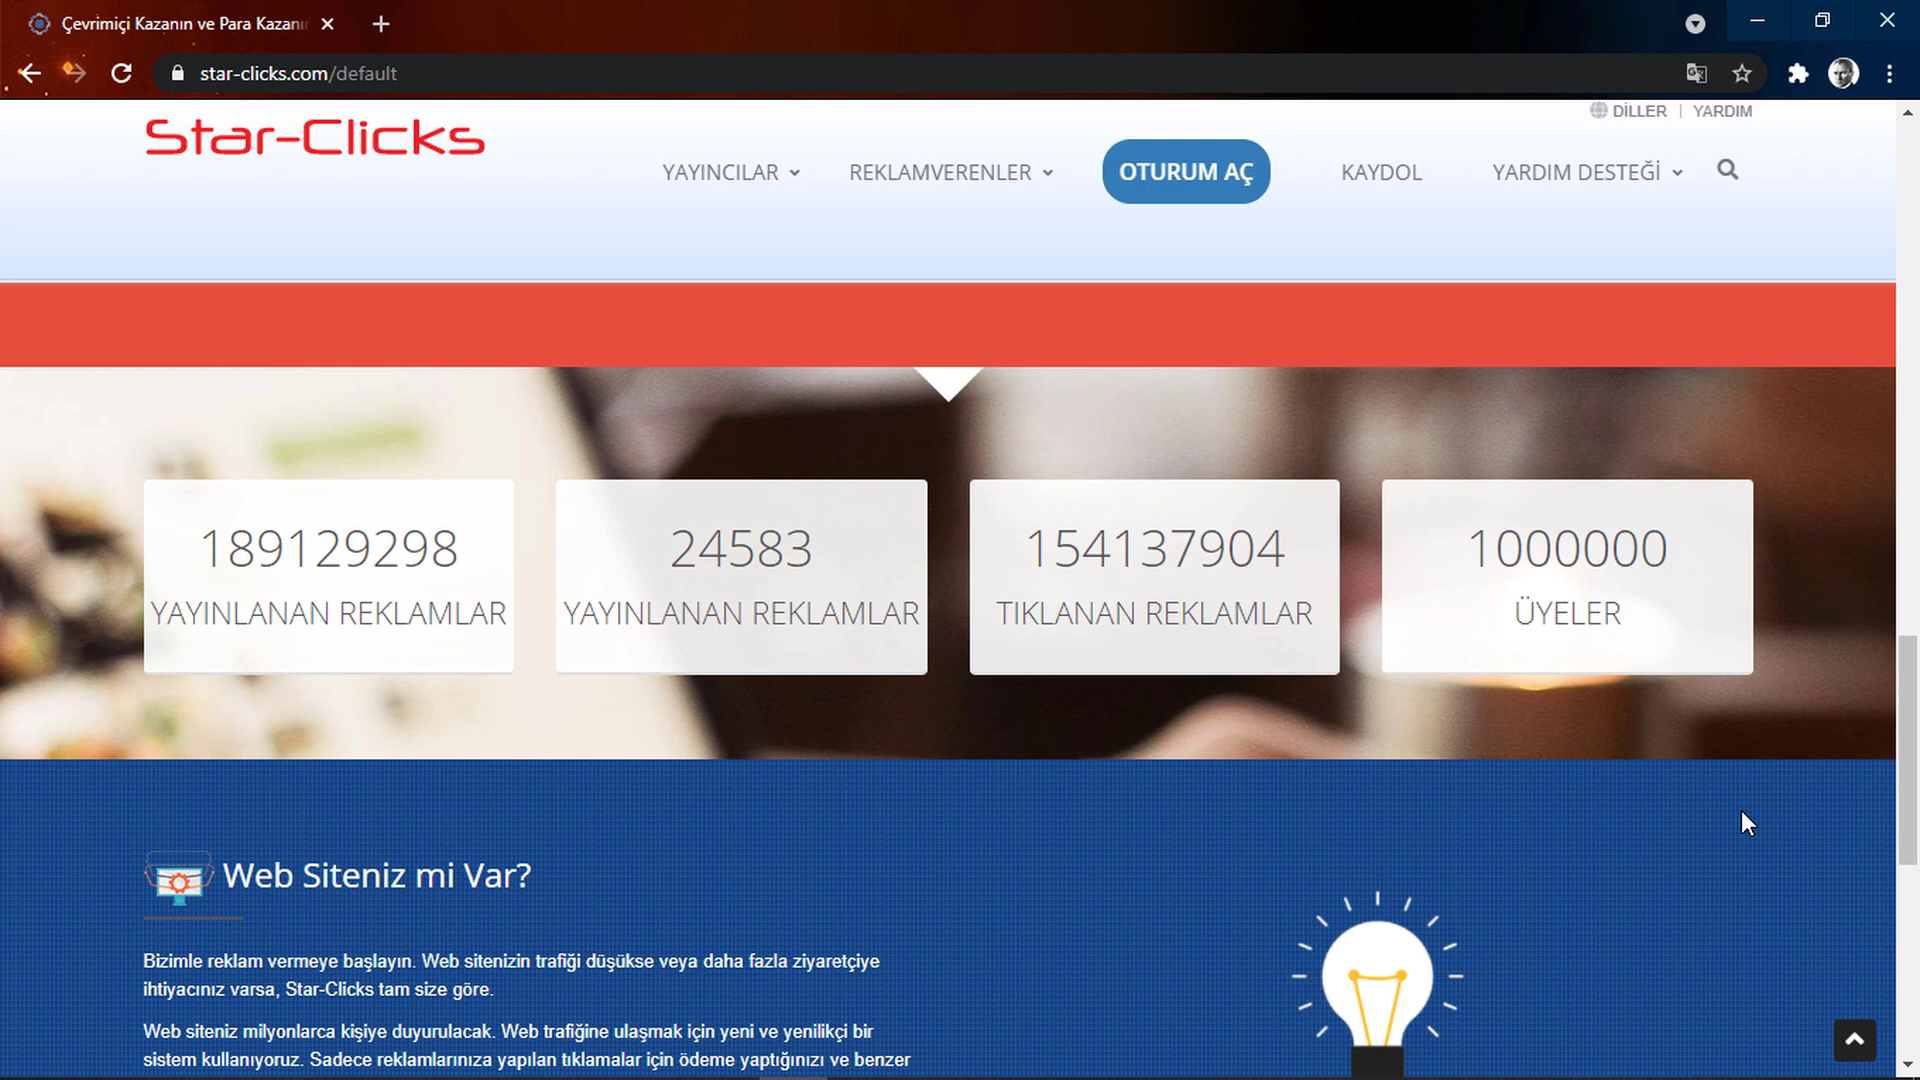 Çevrimiçi Kazanın ve Para Kazanı
star-clicks.com/default
DİLLER | YARDIM
Star-Clicks
YAYINCILAR
REKLAMVERENLER
OTURUM AÇ
KAYDOL
YARDIM DESTEĞİ
189129298
YAYINLANAN REKLAMLAR
24583
YAYINLANAN REKLAMLAR
154137904
TIKLANAN REKLAMLAR
1000000
ÜYELER
Web Siteniz mi Var?
Bizimle reklam vermeye başlayın. Web sitenizin trafiği düşükse veya daha fazla ziyaretçiye
ihtiyacınız varsa, Star-Clicks tam size göre.
Web siteniz milyonlarca kişiye duyurulacak. Web trafiğine ulaşmak için yeni ve yenilikçi bir
sistem kullanıyoruz. Sadece reklamlarınıza yapılan tıklamalar için ödeme yaptığınızı ve benzer